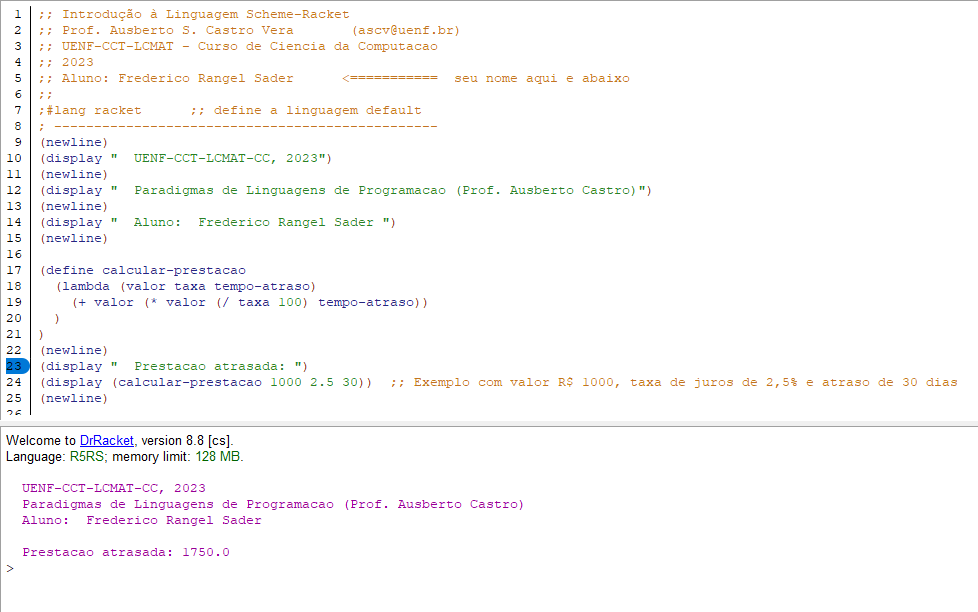 1 ;; Introdução à Linguagem Scheme-Racket
2 ;; Prof. Ausberto S. Castro Vera       (ascv@uenf.br)
3 ;; UENF-CCT-LCMAT - Curso de Ciencia da Computacao
4 ;; 2023
5 ;; Aluno: Frederico Rangel Sader      <===========  seu nome aqui e abaixo
6 ;;
7 ;#lang racket      ;; define a linguagem default
8 ; ------------------------------------------------
9 (newline)
10 (display "  UENF-CCT-LCMAT-CC, 2023")
11 (newline)
12 (display "  Paradigmas de Linguagens de Programacao (Prof. Ausberto Castro)")
13 (newline)
14 (display "  Aluno:  Frederico Rangel Sader ")
15 (newline)
16
17 (define calcular-prestacao
18   (lambda (valor taxa tempo-atraso)
19     (+ valor (* valor (/ taxa 100) tempo-atraso))
20   )
21 )
22 (newline)
23 (display "  Prestacao atrasada: ")
24 (display (calcular-prestacao 1000 2.5 30))  ;; Exemplo com valor R$ 1000, taxa de juros de 2,5% e atraso de 30 dias
25 (newline)
26
Welcome to DrRacket, version 8.8 [cs].
Language: R5RS; memory limit: 128 MB.
UENF-CCT-LCMAT-CC, 2023
Paradigmas de Linguagens de Programacao (Prof. Ausberto Castro)
Aluno:  Frederico Rangel Sader
Prestacao atrasada: 1750.0
>